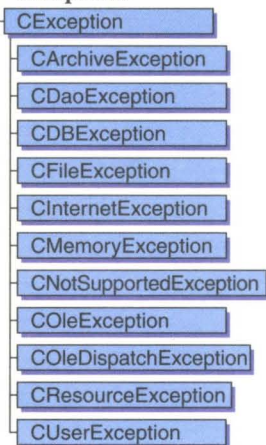 CException
CArchiveException
CDaoException
CDBException
CFileException
CInternetException
CMemoryException
CNotSupportedException
COleException
COleDispatchException
CResourceException
CUserException